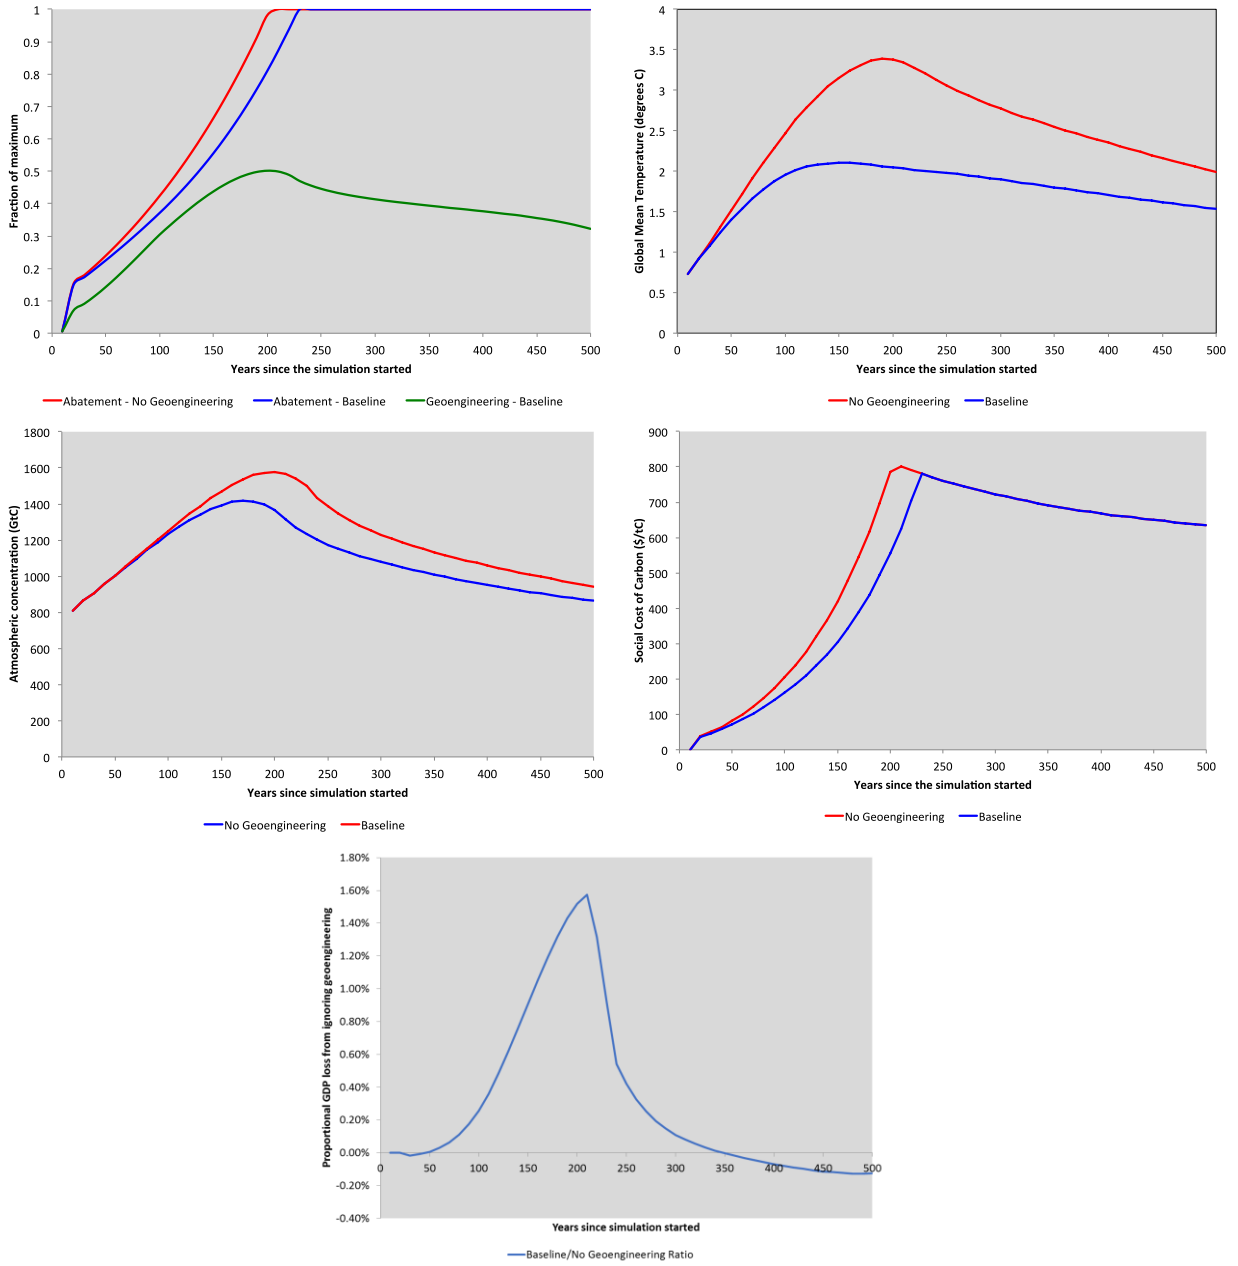 Fraction of maximum
1
0.9
0.8
0.7
0.6
0.5
0.4
0.3
0.2
0.1
0
0 50 100 150 200 250 300 350 400 450 500
Years since the simulation started
Abatement - No Geoengineering Abatement - Baseline Geoengineering - Baseline
Global Mean Temperature (degrees C)
4
3.5
3
2.5
2
1.5
1
0.5
0
0 50 100 150 200 250 300 350 400 450 500
Years since the simulation started
No Geoengineering Baseline
Atmospheric concentration (GtC)
1800
1600
1400
1200
1000
800
600
400
200
0
0 50 100 150 200 250 300 350 400 450 500
Years since simulation started
No Geoengineering Baseline
Social Cost of Carbon ($/tC)
900
800
700
600
500
400
300
200
100
0
0 50 100 150 200 250 300 350 400 450 500
Years since the simulation started
No Geoengineering Baseline
Proportional GDP loss from ignoring geoengineering
1.80%
1.60%
1.40%
1.20%
1.00%
0.80%
0.60%
0.40%
0.20%
0.00%
-0.20%
-0.40%
0 50 100 150 200 250 300 350 400 450 500
Years since simulation started
Baseline/No Geoengineering Ratio